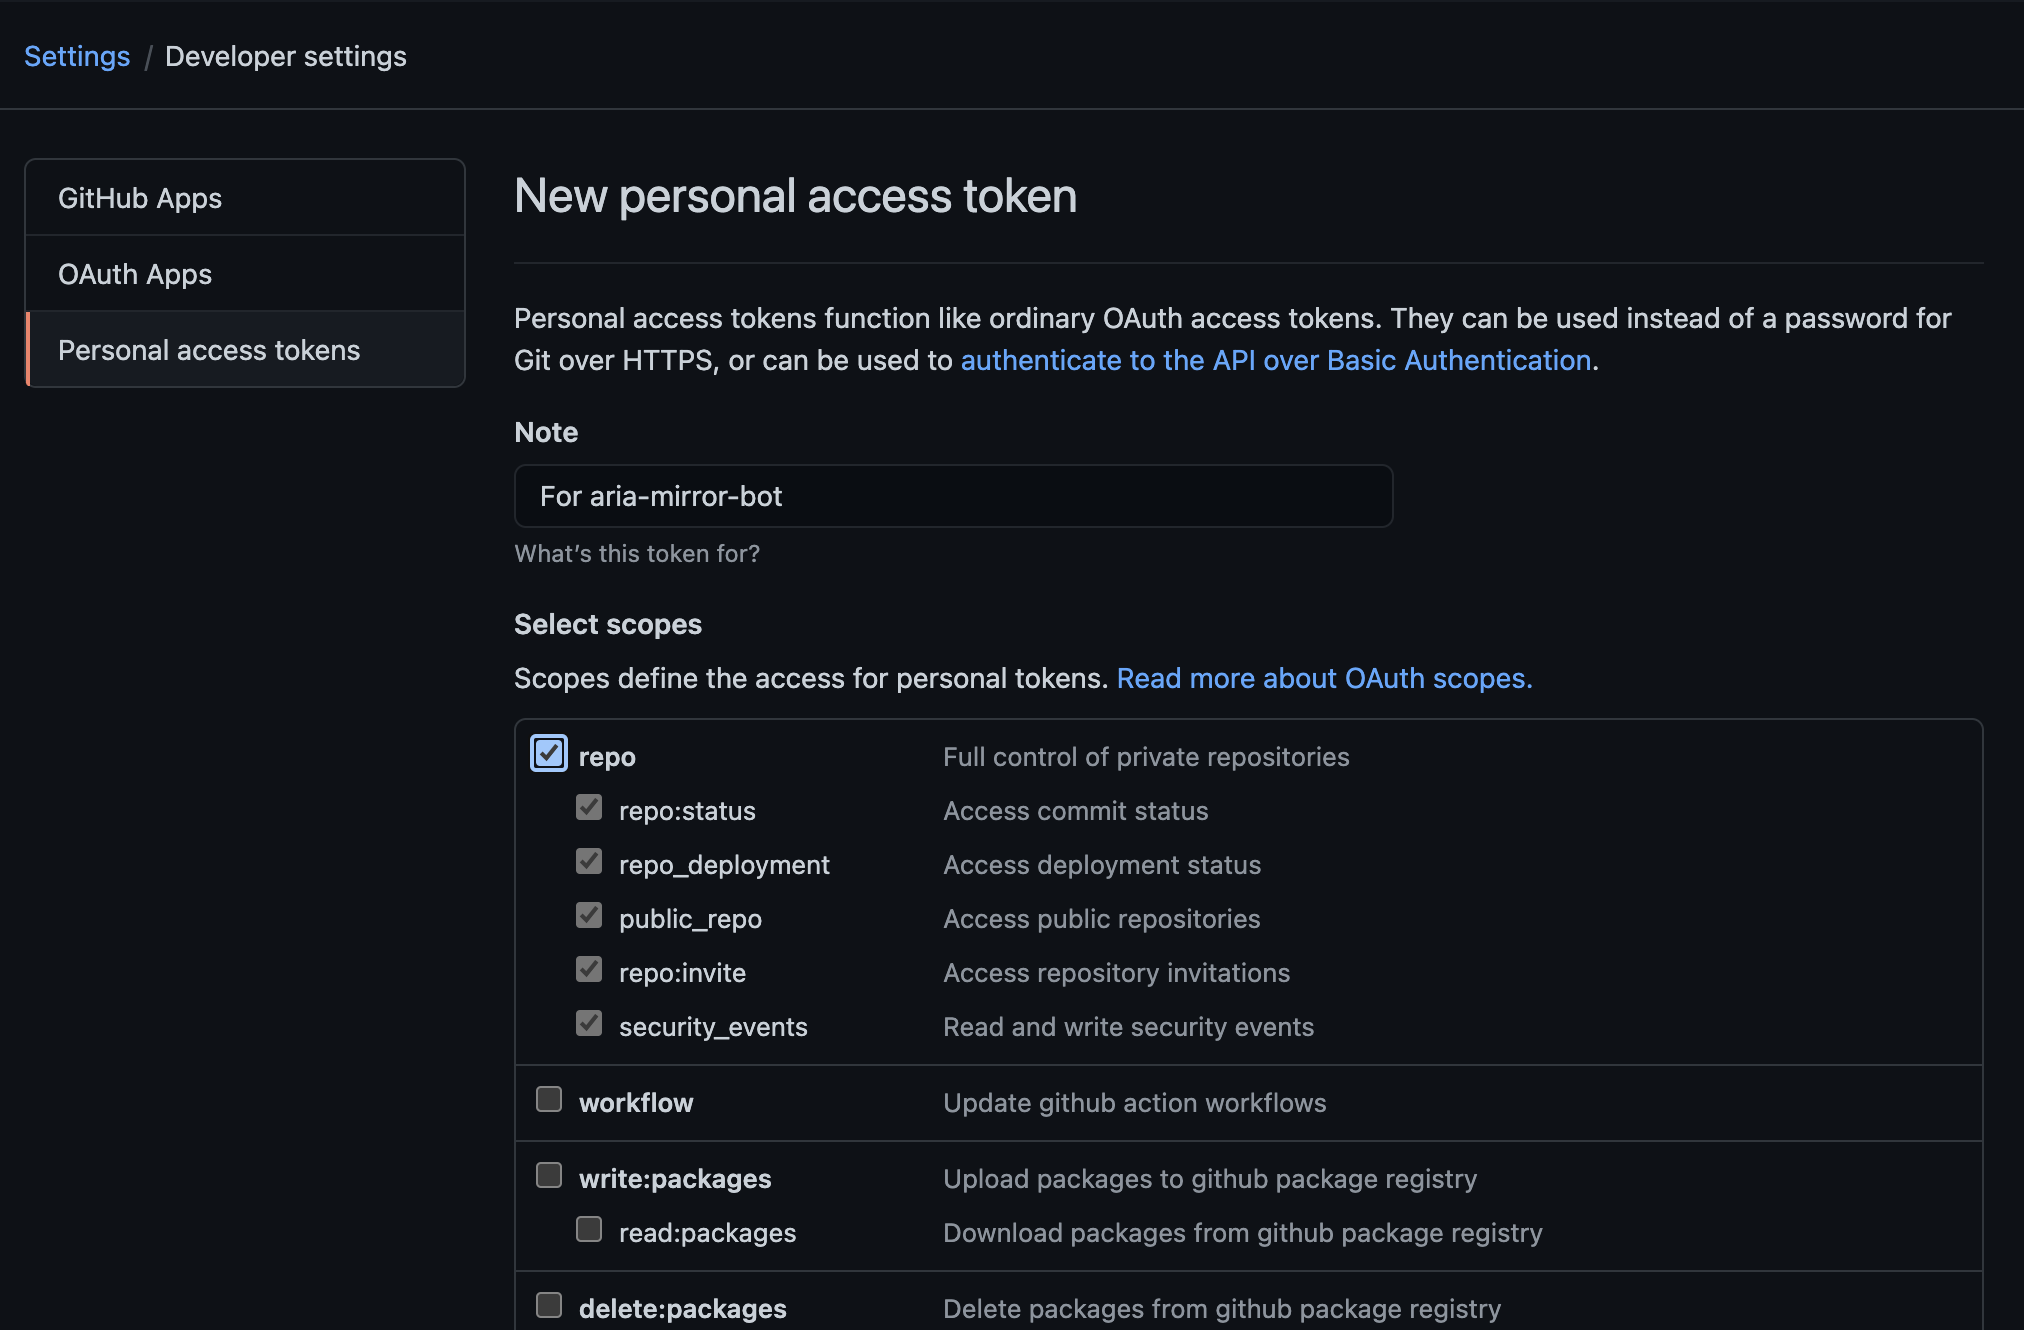 Settings / Developer settings
GitHub Apps
OAuth Apps
Personal access tokens
New personal access token
Personal access tokens function like ordinary OAuth access tokens. They can be used instead of a password for
Git over HTTPS, or can be used to authenticate to the API over Basic Authentication.
Note
For aria-mirror-bot
What's this token for?
Select scopes
Scopes define the access for personal tokens. Read more about OAuth scopes.
repo Full control of private repositories
repo:status Access commit status
repo_deployment Access deployment status
public_repo Access public repositories
repo:invite Access repository invitations
security_events Read and write security events
workflow Update github action workflows
write:packages Upload packages to github package registry
read:packages Download packages from github package registry
delete:packages Delete packages from github package registry